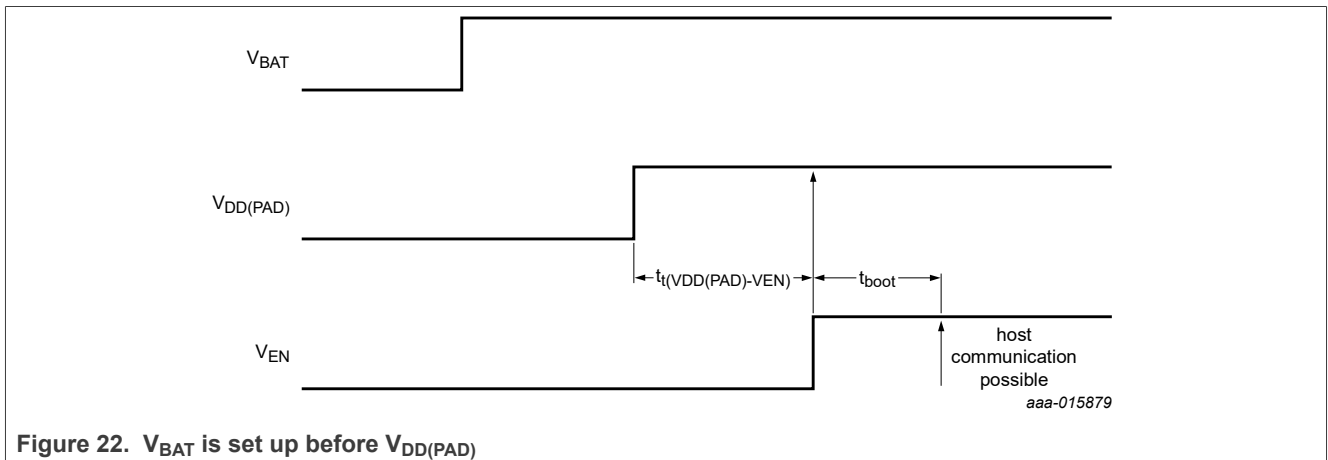 VBAT
VDD(PAD)
tt(VDD(PAD)-VEN)
tboot
VEN
host
communication
possible
aaa-015879
Figure 22. VBAT is set up before VDD(PAD)